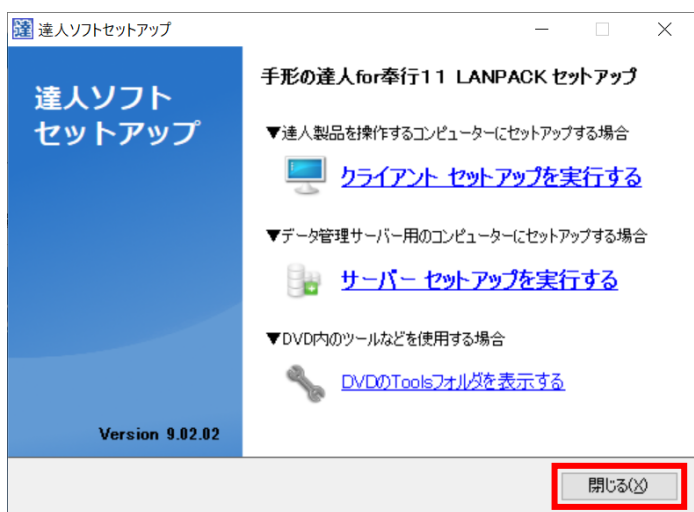 達人ソフトセットアップ
達人ソフト
セットアップ
手形の達人for奉行11 LANPACK セットアップ
▼達人製品を操作するコンピューターにセットアップする場合
クライアント セットアップを実行する
▼データ管理サーバー用のコンピューターにセットアップする場合
サーバー セットアップを実行する
▼DVD内のツールなどを使用する場合
DVDのToolsフォルダを表示する
Version 9.02.02
閉じる(X)